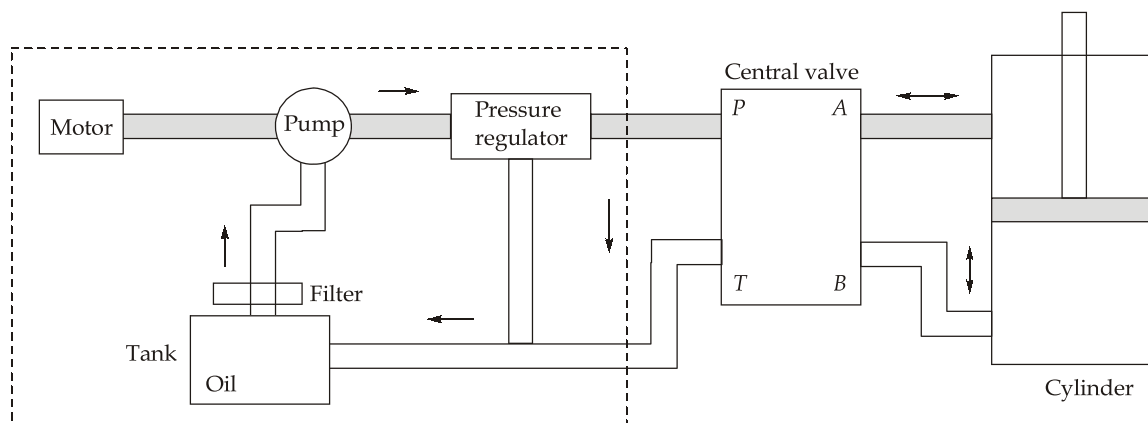 Central valve
Motor
Pump
Pressure
regulator
P
A
T
B
Filter
Tank
Oil
Cylinder